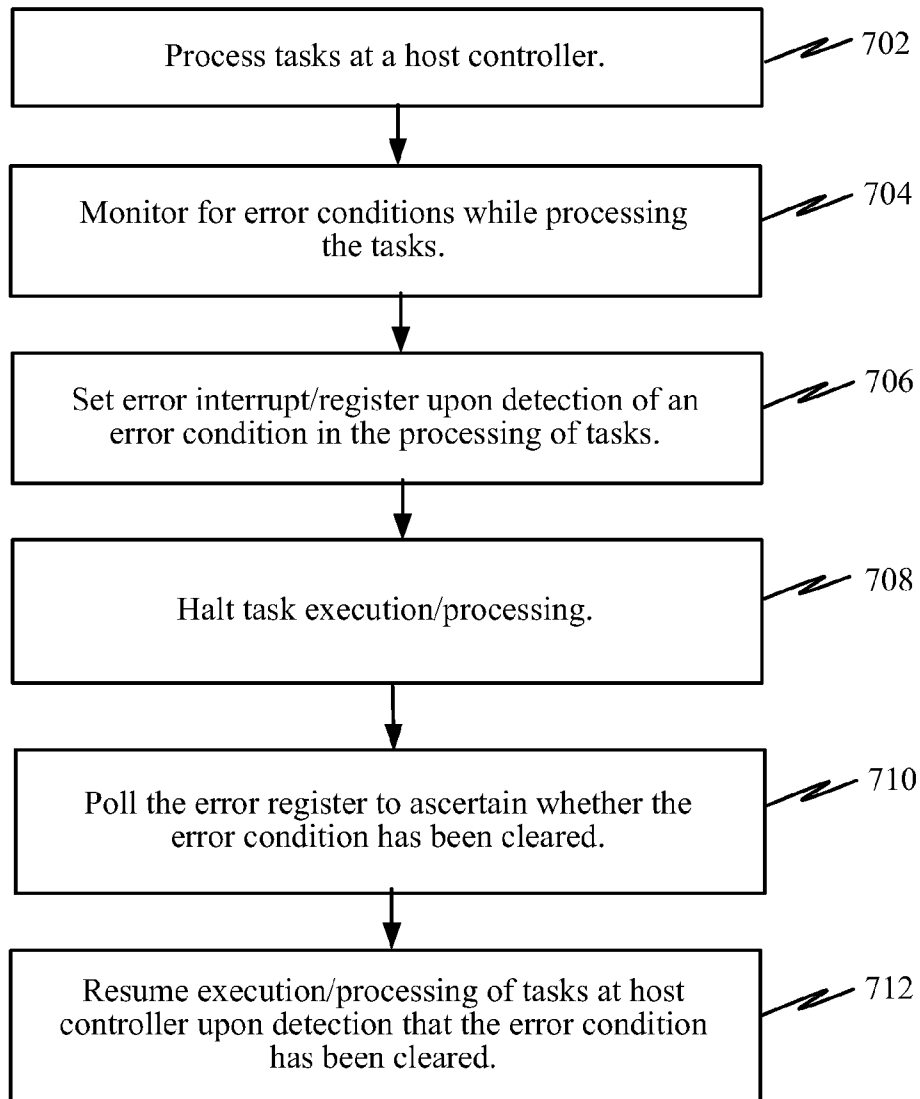 Process tasks at a host controller.
702
Monitor for error conditions while processing
the tasks.
704
Set error interrupt/register upon detection of an
error condition in the processing of tasks.
706
Halt task execution/processing.
708
Poll the error register to ascertain whether the
error condition has been cleared.
710
Resume execution/processing of tasks at host
controller upon detection that the error condition
has been cleared.
712